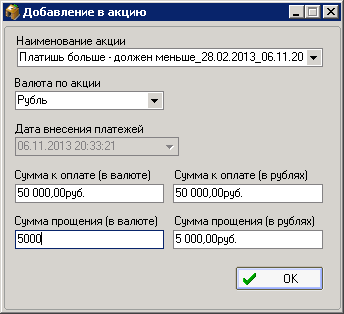 Добавление в акцию
Наименование акции
Платишь больше - должен меньше_28.02.2013_06.11.20
Валюта по акции
Рубль
Дата внесения платежей
06.11.2013 20:33:21
Сумма к оплате (в валюте) Сумма к оплате (в рублях)
50 000,00руб. 50 000,00руб.
Сумма прощения (в валюте) Сумма прощения (в рублях)
5000 5 000,00руб.
OK